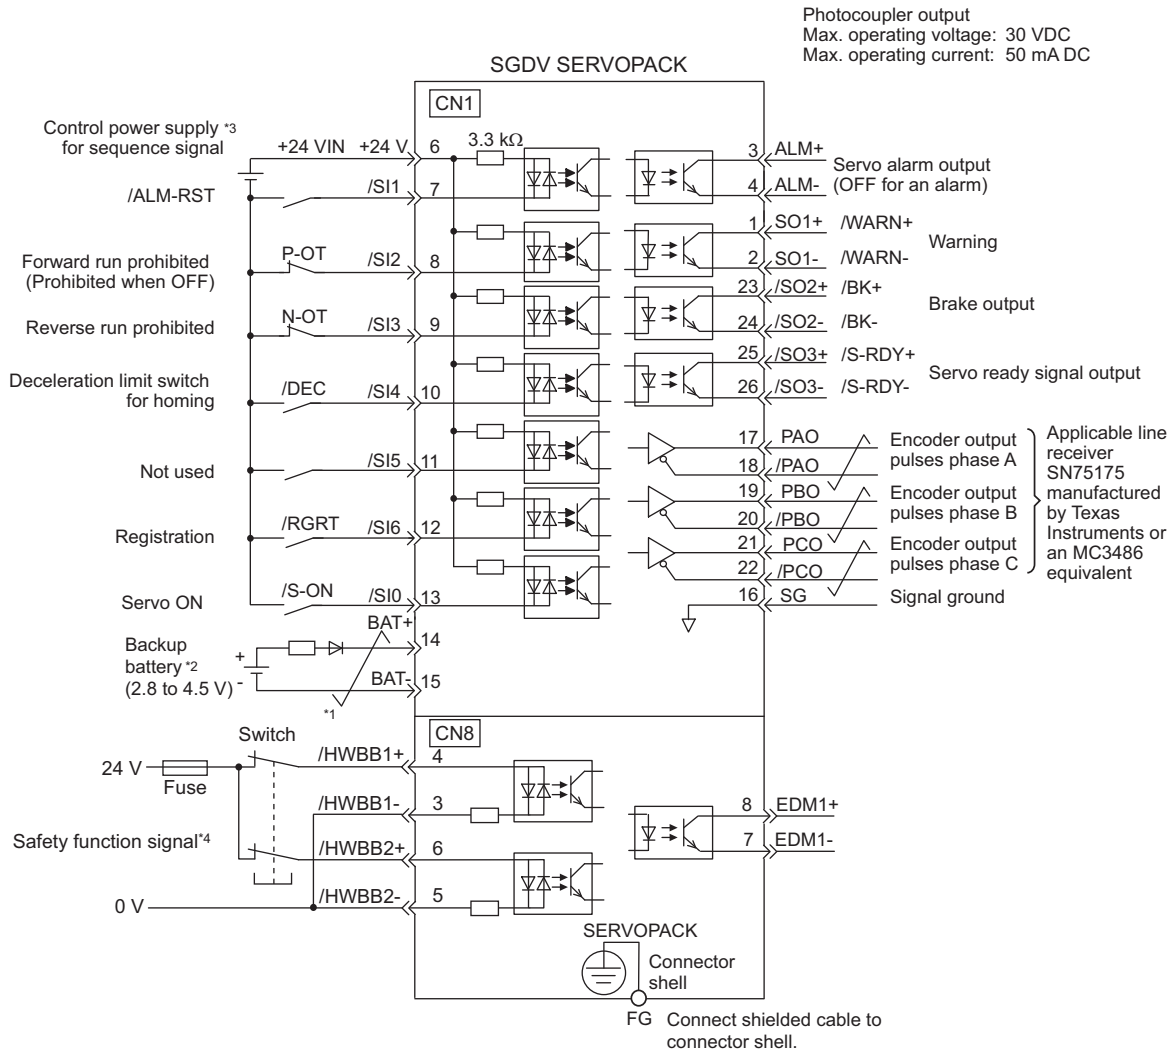 Photocoupler output
Max. operating voltage: 30 VDC
Max. operating current: 50 mA DC
SGDV SERVOPACK
CN1
Control power supply *3
for sequence signal
+24 VIN
+24 V
6
3.3 kΩ
/ALM-RST
/SI1
7
Forward run prohibited
(Prohibited when OFF)
P-OT
/SI2
8
Reverse run prohibited
N-OT
/SI3
9
Deceleration limit switch
for homing
/DEC
/SI4
10
Not used
/SI5
11
Registration
/RGRT
/SI6
12
Servo ON
/S-ON
/SI0
13
Backup
battery *2
(2.8 to 4.5 V)
+
-
BAT+
14
BAT-
15
*1
3
ALM+
4
ALM-
Servo alarm output
(OFF for an alarm)
1
SO1+
/WARN+
2
SO1-
/WARN-
Warning
23
/SO2+
/BK+
24
/SO2-
/BK-
Brake output
25
/SO3+
/S-RDY+
26
/SO3-
/S-RDY-
Servo ready signal output
17
PAO
18
/PAO
Encoder output
pulses phase A
19
PBO
20
/PBO
Encoder output
pulses phase B
21
PCO
22
/PCO
Encoder output
pulses phase C
16
SG
Signal ground
Applicable line
receiver
SN75175
manufactured
by Texas
Instruments or
an MC3486
equivalent
CN8
Switch
24 V
Fuse
/HWBB1+
4
/HWBB1-
3
Safety function signal*4
/HWBB2+
6
0 V
/HWBB2-
5
8
EDM1+
7
EDM1-
SERVOPACK
Connector
shell
FG
Connect shielded cable to
connector shell.